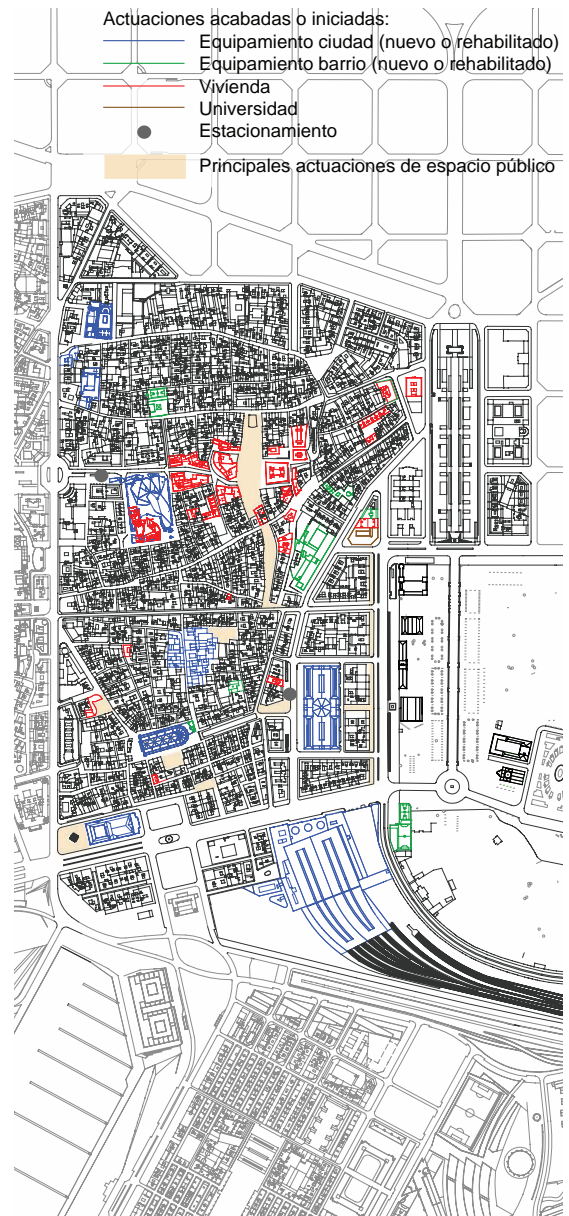 Actuaciones acabadas o iniciadas:
Equipamiento ciudad (nuevo o rehabilitado)
Equipamiento barrio (nuevo o rehabilitado)
Vivienda
Universidad
Estacionamiento
Principales actuaciones de espacio público